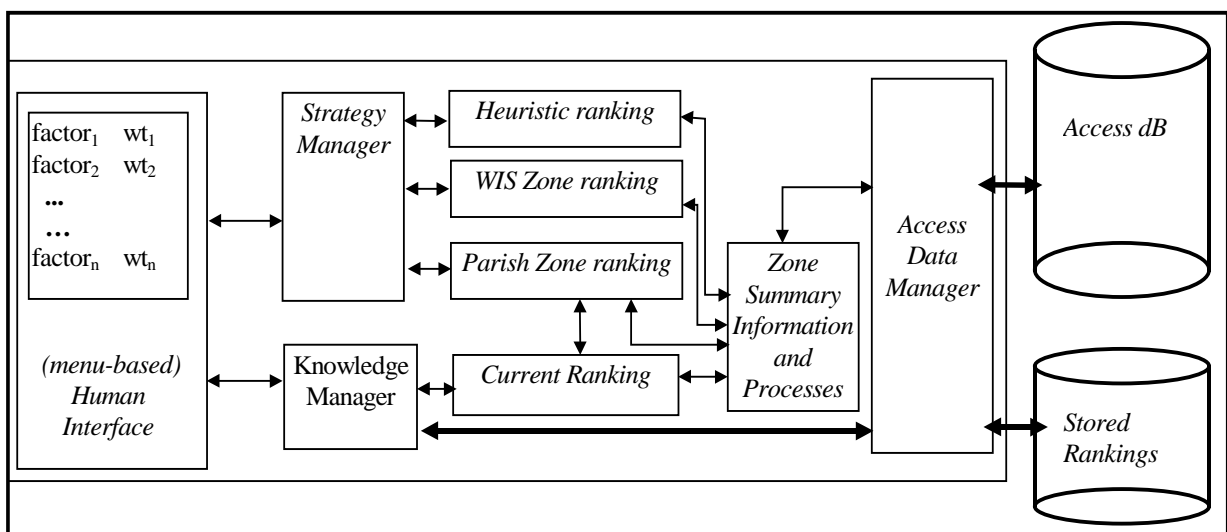 factor1 wt1
factor2 wt2
...
…
factorn wtn
(menu-based)
Human
Interface
Strategy
Manager
Knowledge
Manager
Heuristic ranking
WIS Zone ranking
Parish Zone ranking
Current Ranking
Zone
Summary
Information
and
Processes
Access
Data
Manager
Access dB
Stored
Rankings